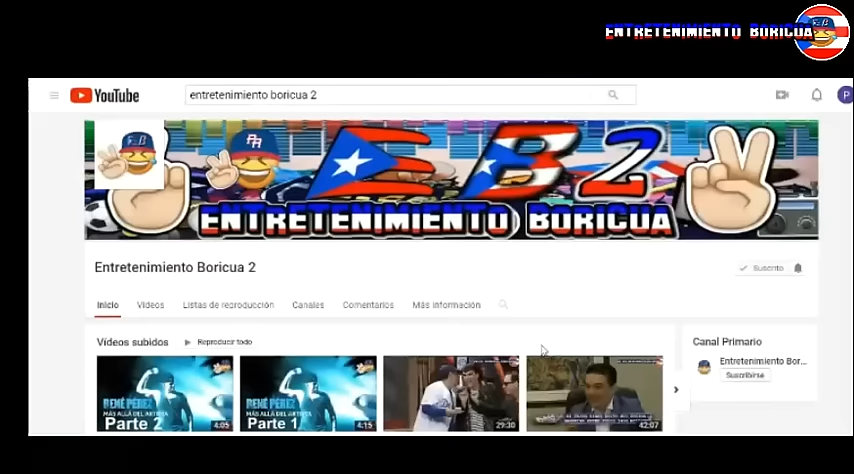 ENTRETENIMIENTO BORICUA
YouTube
entretenimiento boricua 2
P
EB2
ENTRETENIMIENTO BORICUA
Entretenimiento Boricua 2
Suscrito
Inicio Vídeos Listas de reproducción Canales Comentarios Más información
Vídeos subidos Reproducir todo
Canal Primario
Entretenimiento Bor...
Suscribirse
RENÉ PÉREZ
MÁS ALLÁ DEL ARTISTA
Parte 2
4:05
RENÉ PÉREZ
MÁS ALLÁ DEL ARTISTA
Parte 1
4:15
29:30
42:07